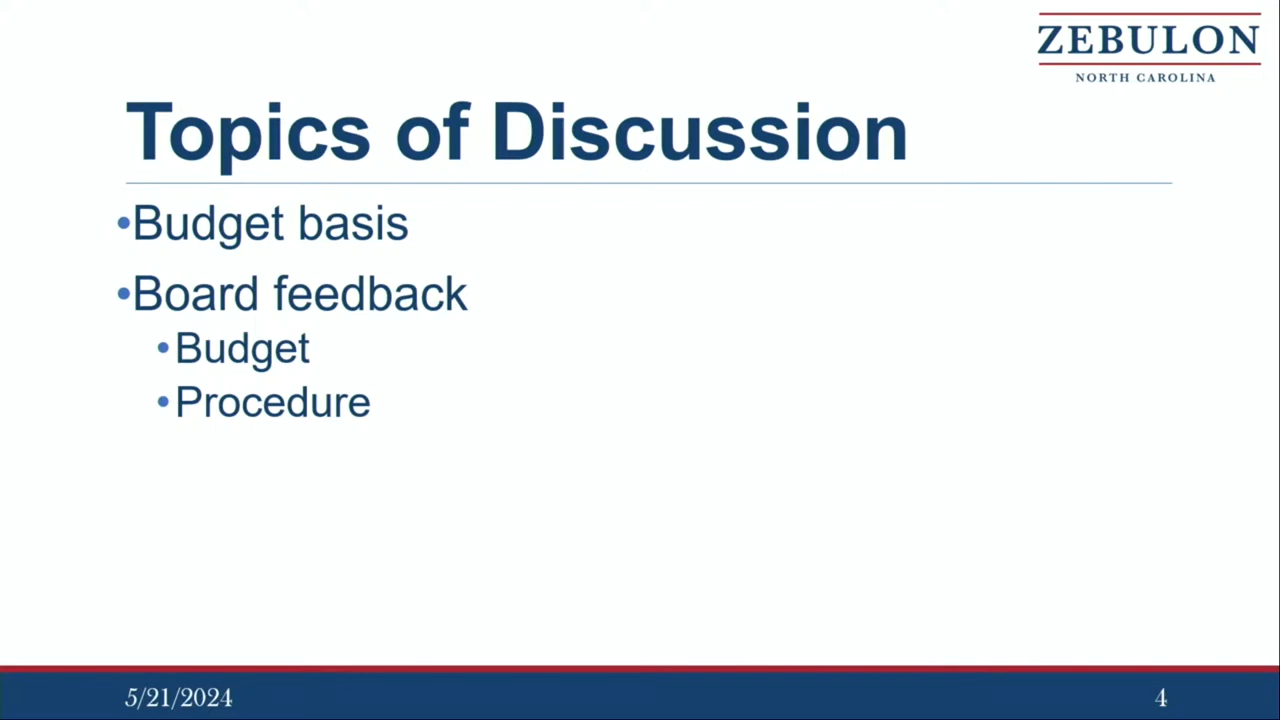 ZEBULON
NORTH CAROLINA
Topics of Discussion
•Budget basis
•Board feedback
•Budget
•Procedure
5/21/2024
4